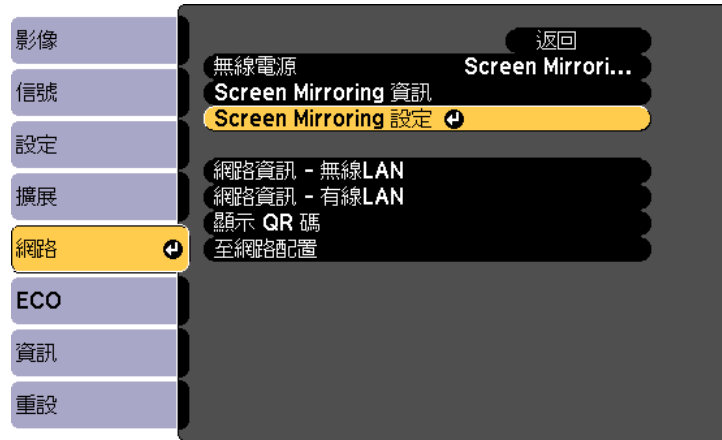 影像
信號
設定
擴展
網路
ECO
資訊
重設
返回
無線電源 Screen Mirrori...
Screen Mirroring 資訊
Screen Mirroring 設定
網路資訊 - 無線LAN
網路資訊 - 有線LAN
顯示 QR 碼
至網路配置